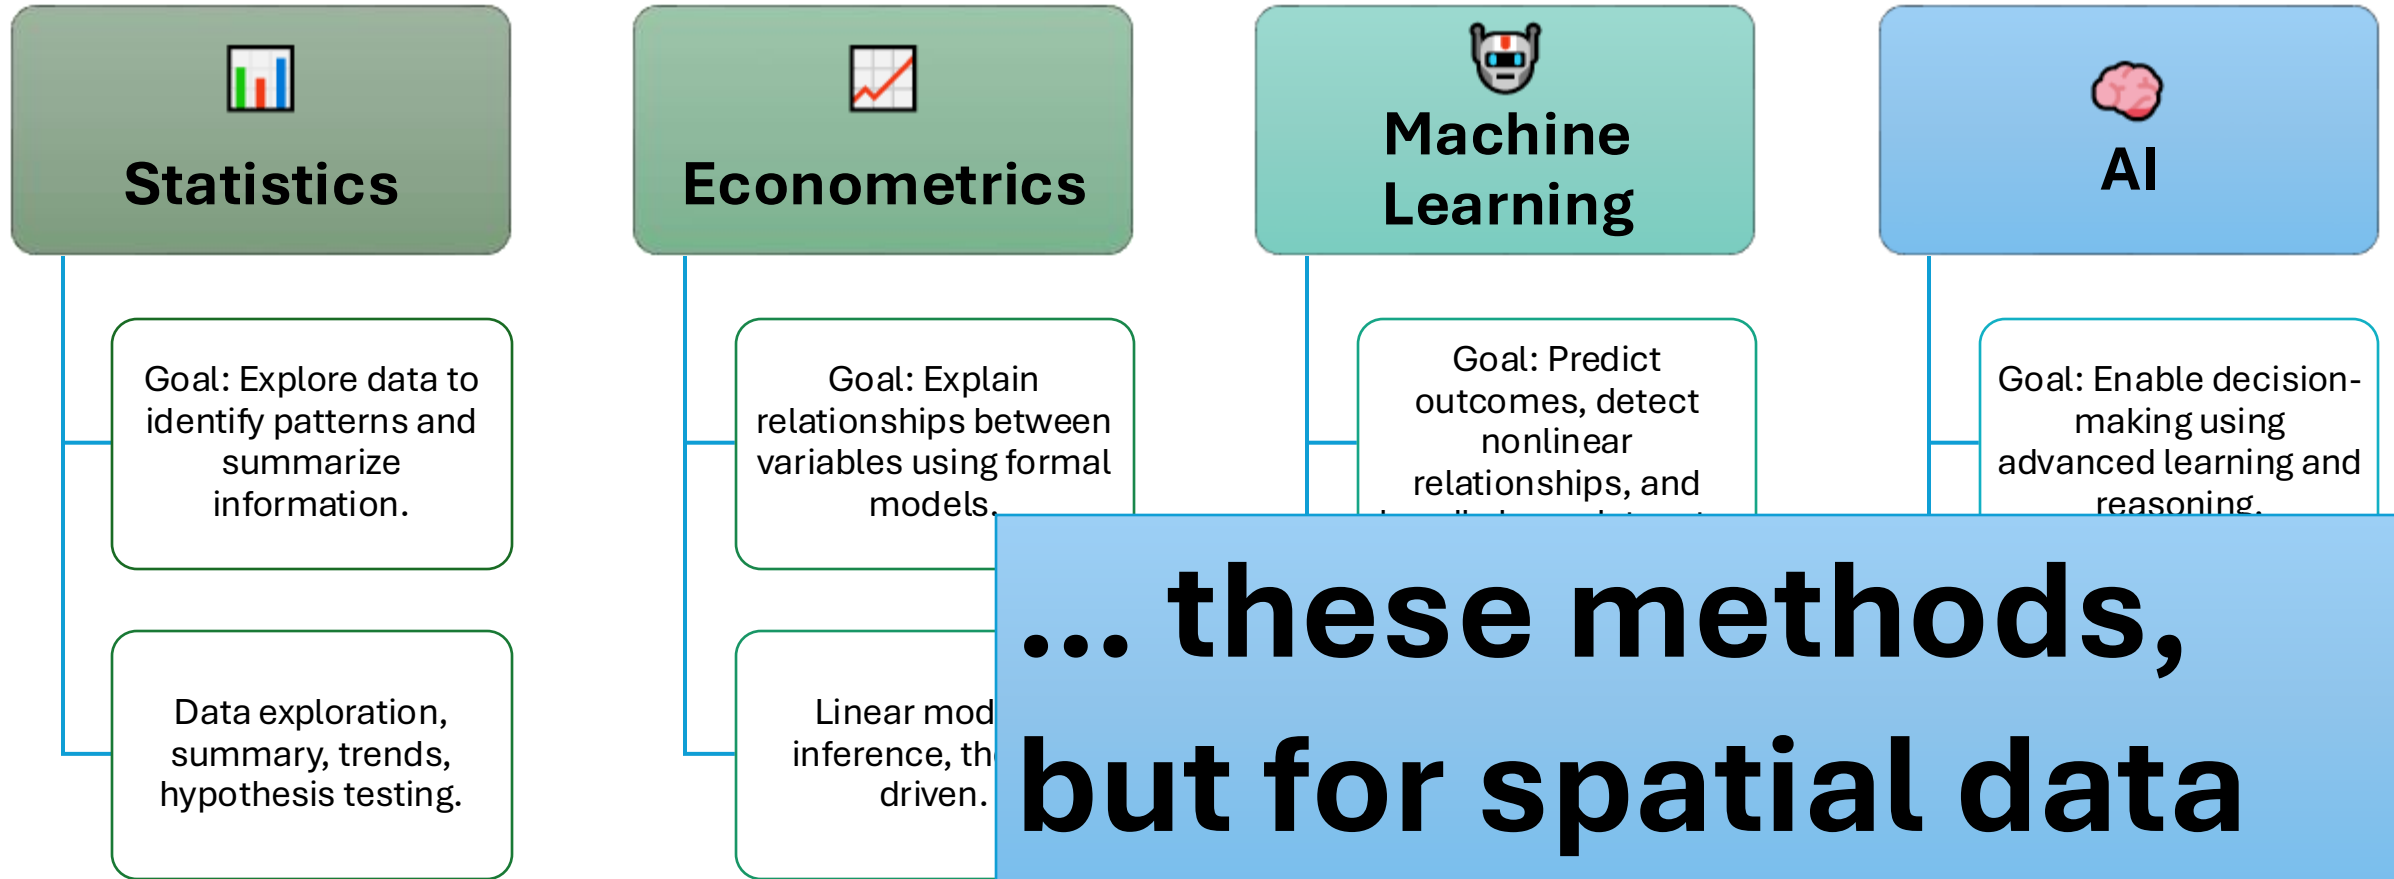 Statistics
Goal: Explore data to
identify patterns and
summarize
information.
Data exploration,
summary, trends,
hypothesis testing.
Econometrics
Goal: Explain
relationships between
variables using formal
models.
Linear
inference,
driven.
Machine
Learning
Goal: Predict
outcomes, detect
nonlinear
relationships, and
AI
Goal: Enable decision-
making using
advanced learning and
reasoning.
... these methods,
but for spatial data